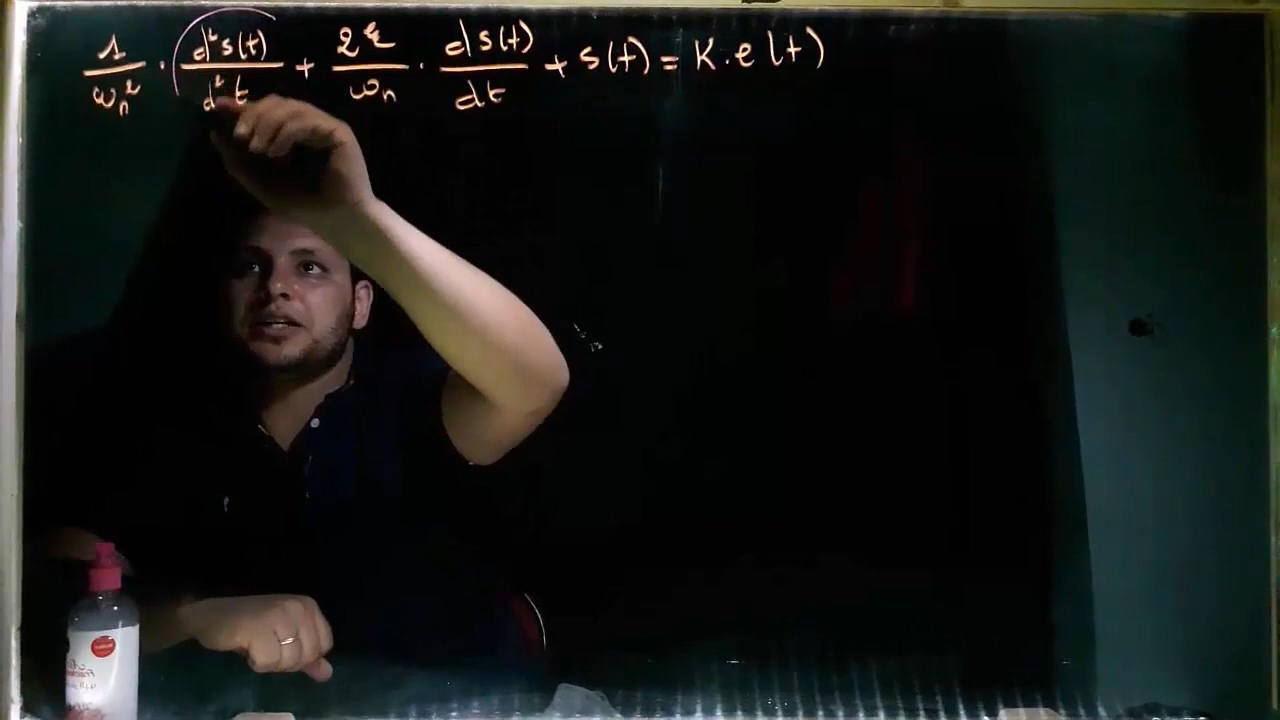 1/ωn² · d²s(t)/d²t + 2ξ/ωn · ds(t)/dt + s(t) = K.e(t)